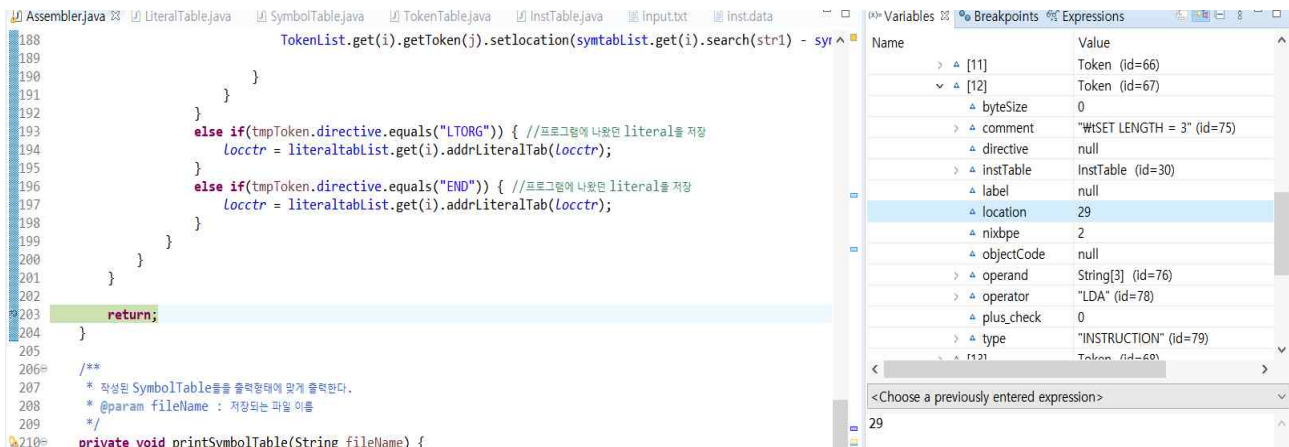 Assembler.java LiteralTable.java SymbolTable.java TokenTable.java InstTable.java input.txt inst.data
188 TokenList.get(i).getToken(j).setlocation(symtabList.get(i).search(str1) -
189
190 }
191 }
192 }
193 else if(tmpToken.directive.equals("LTORG")) { //프로그램에 나왔던 literal을 저장
194 locctr = literaltabList.get(i).addrLiteralTab(locctr);
195 }
196 else if(tmpToken.directive.equals("END")) { //프로그램에 나왔던 literal을 저장
197 locctr = literaltabList.get(i).addrLiteralTab(locctr);
198 }
199 }
200 }
201 }
202
203 return;
204 }
205
206 /**
207 * 작성된 SymbolTable들을 출력형태에 맞게 출력한다.
208 * @param fileName : 저장되는 파일 이름
209 */
210 private void printSymbolTable(String fileName) {
(x)= Variables Breakpoints Expressions
Name Value
> [11] Token (id=66)
[12] Token (id=67)
byteSize 0
> comment "₩tSET LENGTH = 3" (id=75)
directive null
> instTable InstTable (id=30)
label null
location 29
nixbpe 2
objectCode null
> operand String[3] (id=76)
> operator "LDA" (id=78)
plus_check 0
> type "INSTRUCTION" (id=79)
> [13] Token (id=68)
<Choose a previously entered expression>
29